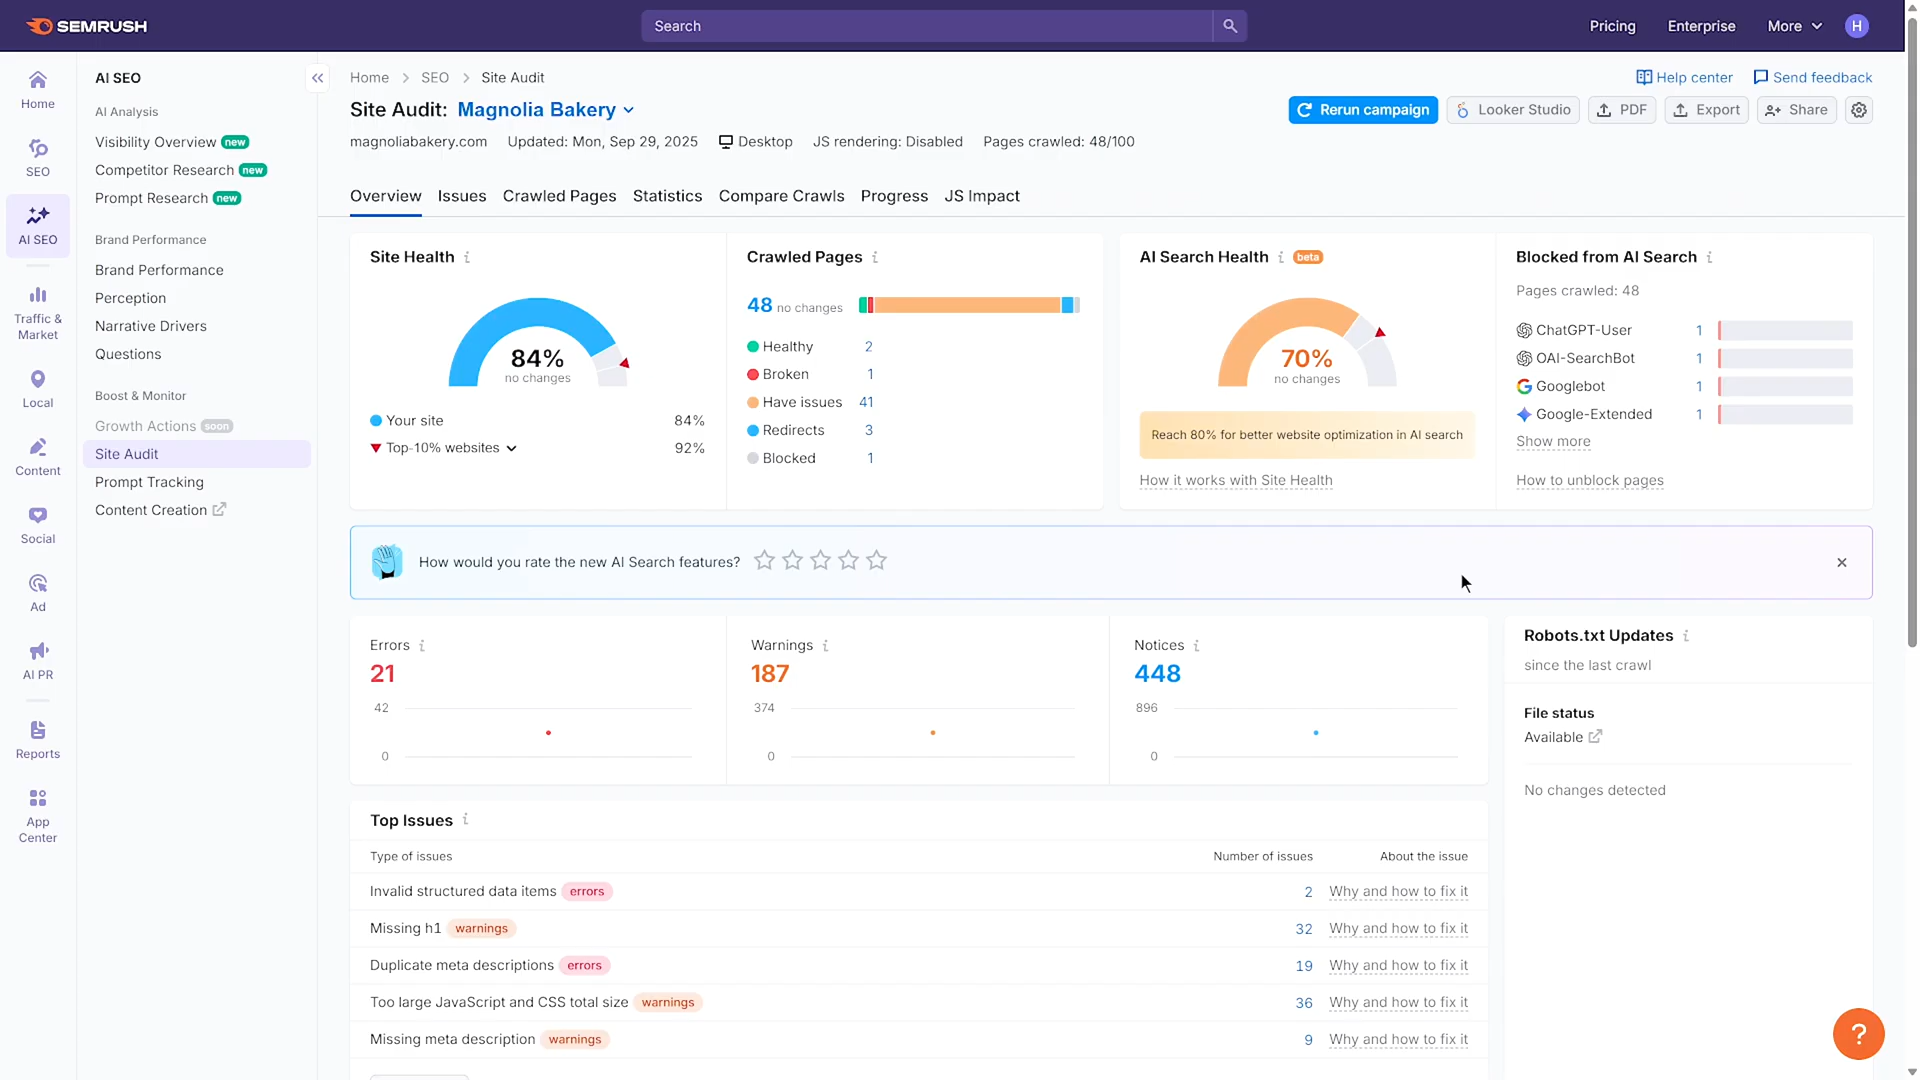 SEMRUSH
Search
Pricing
Enterprise
More
H
Home
SEO
AI SEO
Traffic & Market
Local
Content
Social
Ad
AI PR
Reports
App Center
AI SEO
AI Analysis
Visibility Overview new
Competitor Research new
Prompt Research new
Brand Performance
Brand Performance
Perception
Narrative Drivers
Questions
Boost & Monitor
Growth Actions soon
Site Audit
Prompt Tracking
Content Creation
Home > SEO > Site Audit
Help center
Send feedback
Site Audit: Magnolia Bakery
Rerun campaign
Looker Studio
PDF
Export
Share
magnoliabakery.com Updated: Mon, Sep 29, 2025 Desktop JS rendering: Disabled Pages crawled: 48/100
Overview Issues Crawled Pages Statistics Compare Crawls Progress JS Impact
Site Health i
84%
no changes
Your site 84%
Top-10% websites 92%
Crawled Pages i
48 no changes
Healthy 2
Broken 1
Have issues 41
Redirects 3
Blocked 1
AI Search Health i beta
70%
no changes
Reach 80% for better website optimization in AI search
How it works with Site Health
Blocked from AI Search i
Pages crawled: 48
ChatGPT-User 1
OAI-SearchBot 1
Googlebot 1
Google-Extended 1
Show more
How to unblock pages
How would you rate the new AI Search features?
Errors i
21
42
0
Warnings i
187
374
0
Notices i
448
896
0
Robots.txt Updates i
since the last crawl
File status
Available
No changes detected
Top Issues i
Type of issues Number of issues About the issue
Invalid structured data items errors 2 Why and how to fix it
Missing h1 warnings 32 Why and how to fix it
Duplicate meta descriptions errors 19 Why and how to fix it
Too large JavaScript and CSS total size warnings 36 Why and how to fix it
Missing meta description warnings 9 Why and how to fix it
?